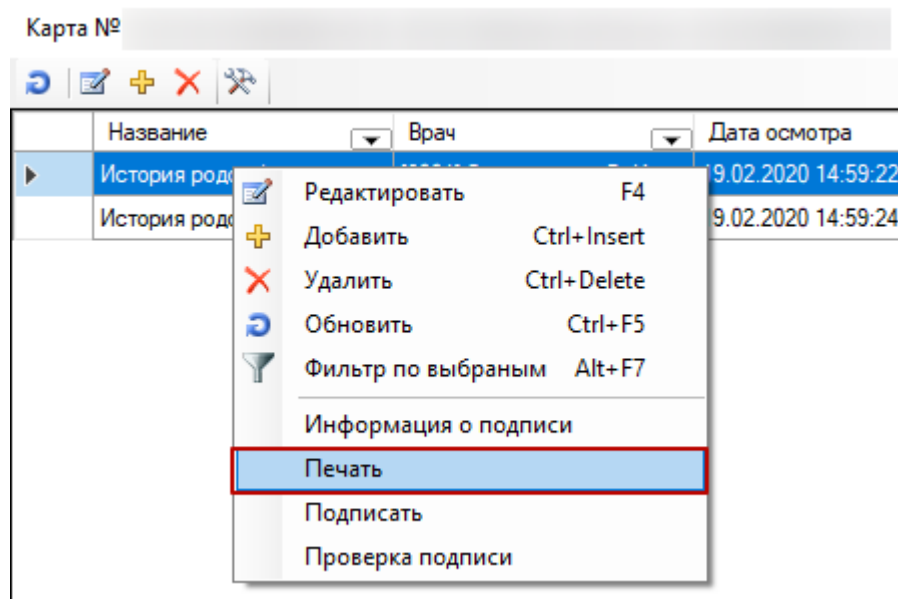 Карта №
Название Врач Дата осмотра
История 9.02.2020 14:59:22
История 9.02.2020 14:59:24
Редактировать F4
Добавить Ctrl+Insert
Удалить Ctrl+Delete
Обновить Ctrl+F5
Фильтр по выбраным Alt+F7
Информация о подписи
Печать
Подписать
Проверка подписи